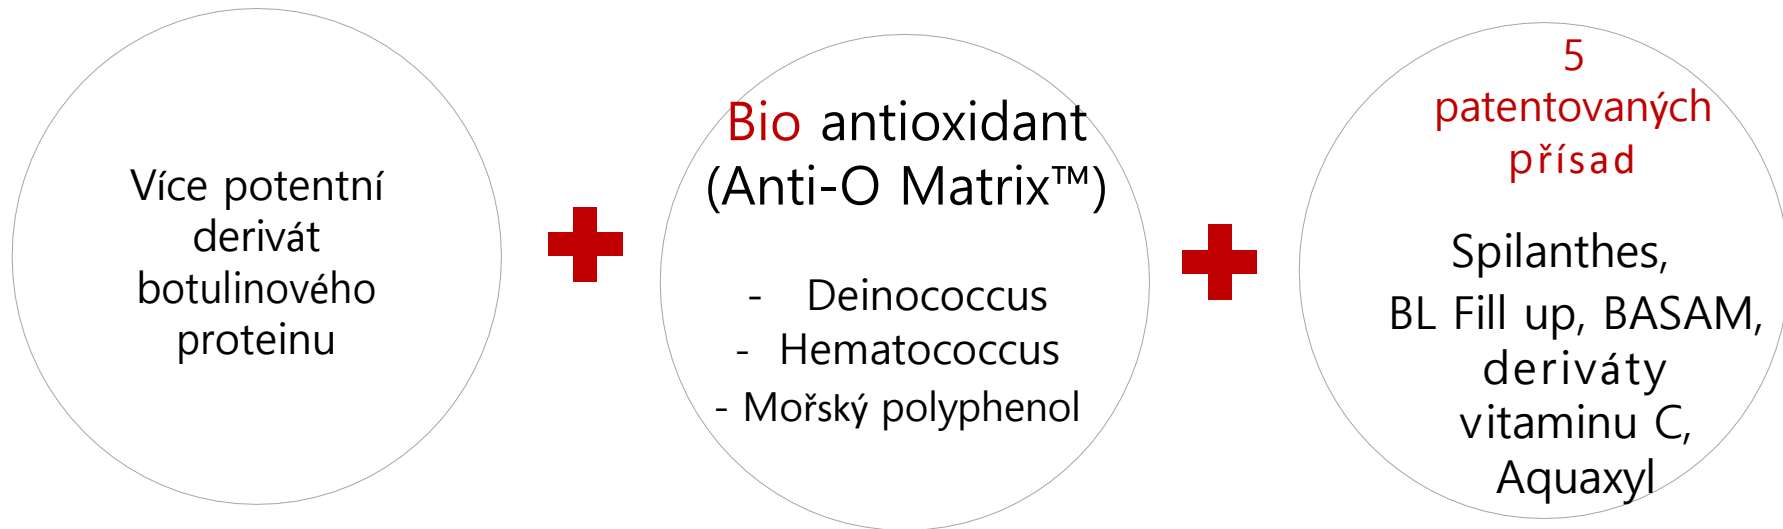 Více potentní
derivát
botulinového
proteinu
Bio antioxidant
(Anti-O Matrix™)
- Deinococcus
- Hematococcus
- Mořský polyphenol
5
patentovaných
přísad
Spilanthes,
BL Fill up, BASAM,
deriváty
vitaminu C,
Aquaxyl